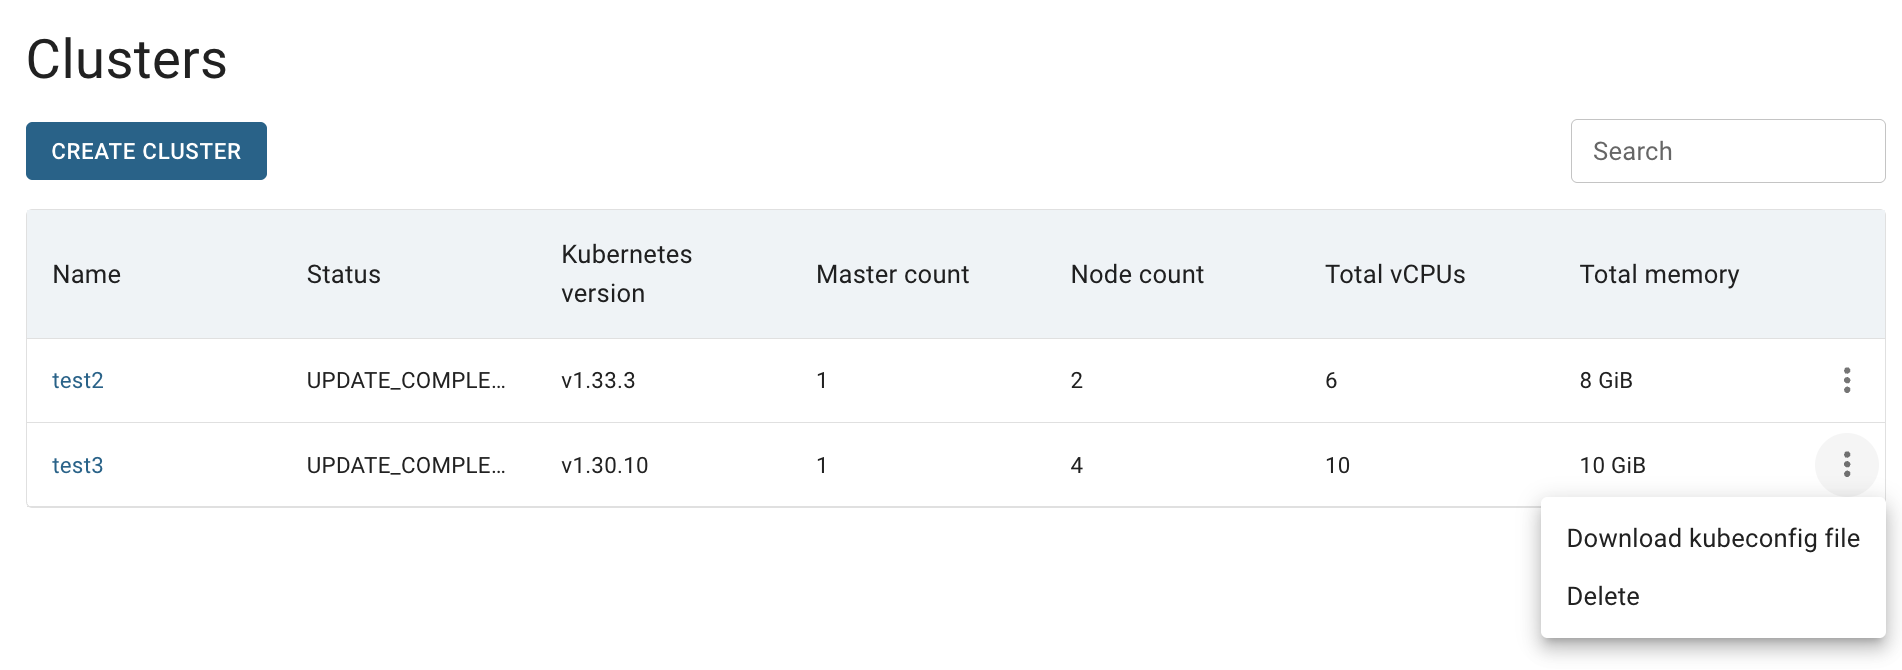 Clusters
CREATE CLUSTER
Search
Name Status Kubernetes version Master count Node count Total vCPUs Total memory
test2 UPDATE_COMPLE... v1.33.3 1 2 6 8 GiB
test3 UPDATE_COMPLE... v1.30.10 1 4 10 10 GiB
Download kubeconfig file
Delete